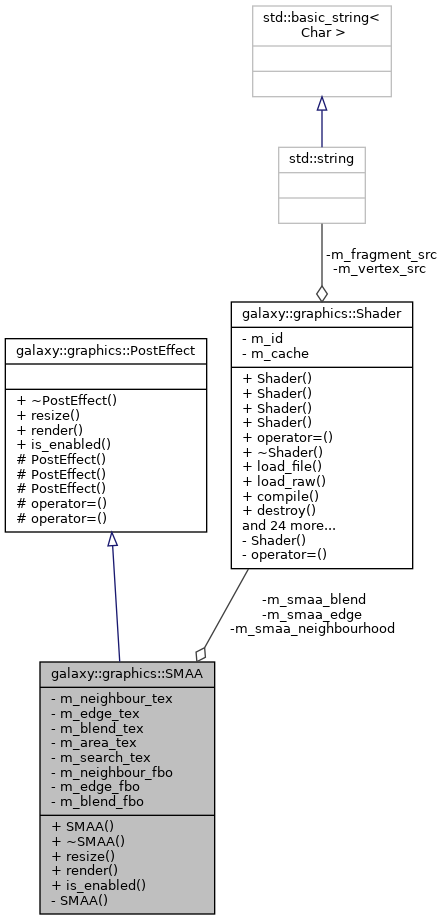 std::basic_string<
Char >
std::string
-m_fragment_src
-m_vertex_src
galaxy::graphics::Shader
- m_id
- m_cache
+ Shader()
+ Shader()
+ Shader()
+ Shader()
+ operator=()
+ ~Shader()
+ load_file()
+ load_raw()
+ compile()
+ destroy()
and 24 more...
- Shader()
- operator=()
galaxy::graphics::PostEffect
+ ~PostEffect()
+ resize()
+ render()
+ is_enabled()
# PostEffect()
# PostEffect()
# PostEffect()
# operator=()
# operator=()
-m_smaa_blend
-m_smaa_edge
-m_smaa_neighbourhood
galaxy::graphics::SMAA
- m_neighbour_tex
- m_edge_tex
- m_blend_tex
- m_area_tex
- m_search_tex
- m_neighbour_fbo
- m_edge_fbo
- m_blend_fbo
+ SMAA()
+ ~SMAA()
+ resize()
+ render()
+ is_enabled()
- SMAA()